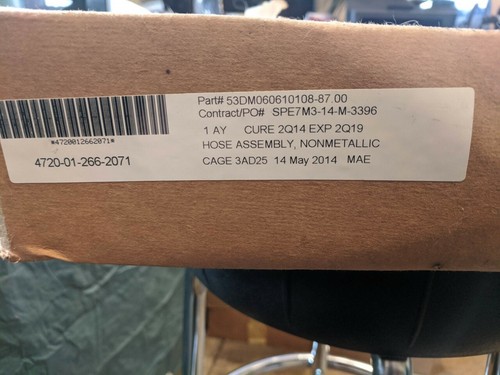 Part# 53DM060610108-87.00
Contract/PO# SPE7M3-14-M-3396
1 AY CURE 2Q14 EXP 2Q19
HOSE ASSEMBLY, NONMETALLIC
CAGE 3AD25 14 May 2014 MAE
*4720012662071*
4720-01-266-2071